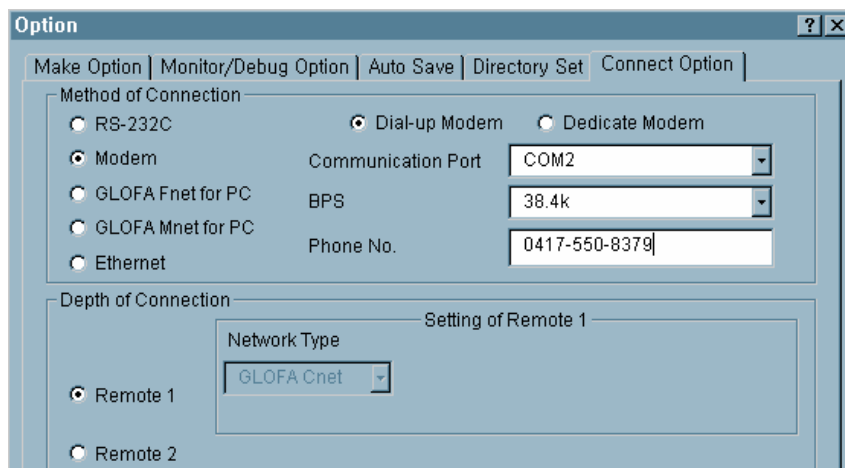 Option
Make Option Monitor/Debug Option Auto Save Directory Set Connect Option
Method of Connection
RS-232C Dial-up Modem Dedicate Modem
Modem Communication Port COM2
GLOFA Fnet for PC BPS 38.4k
GLOFA Mnet for PC
Phone No. 0417-550-8379
Ethernet
Depth of Connection
Setting of Remote 1
Network Type
GLOFA Cnet
Remote 1
Remote 2